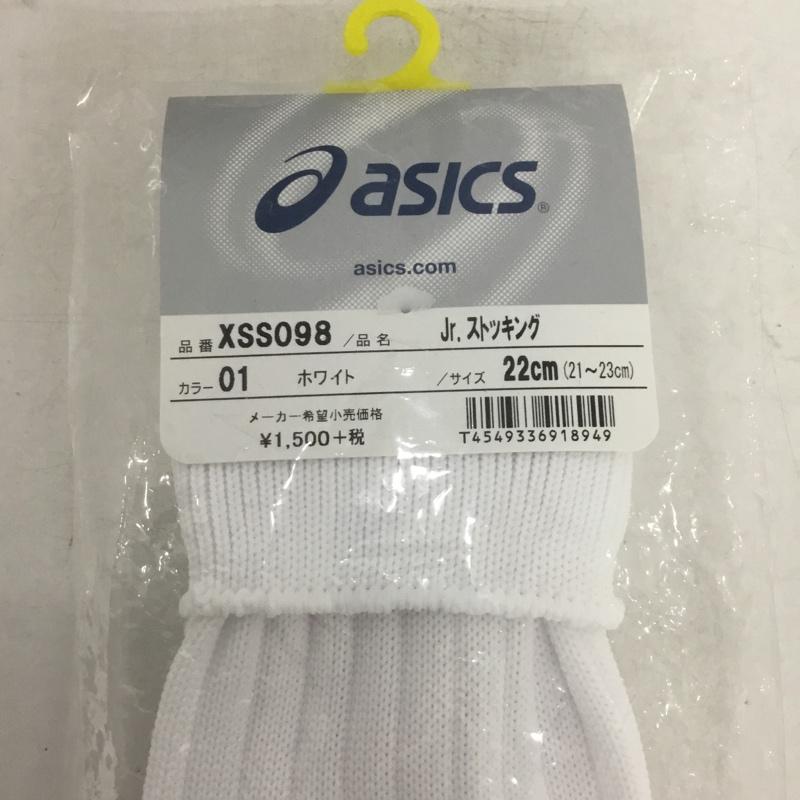 asics®
asics.com
品番 XSS098 /品名 Jr.ストッキング
カラー 01 ホワイト /サイズ 22cm (21～23cm)
メーカー希望小売価格
¥1,500+税
T4549336918949